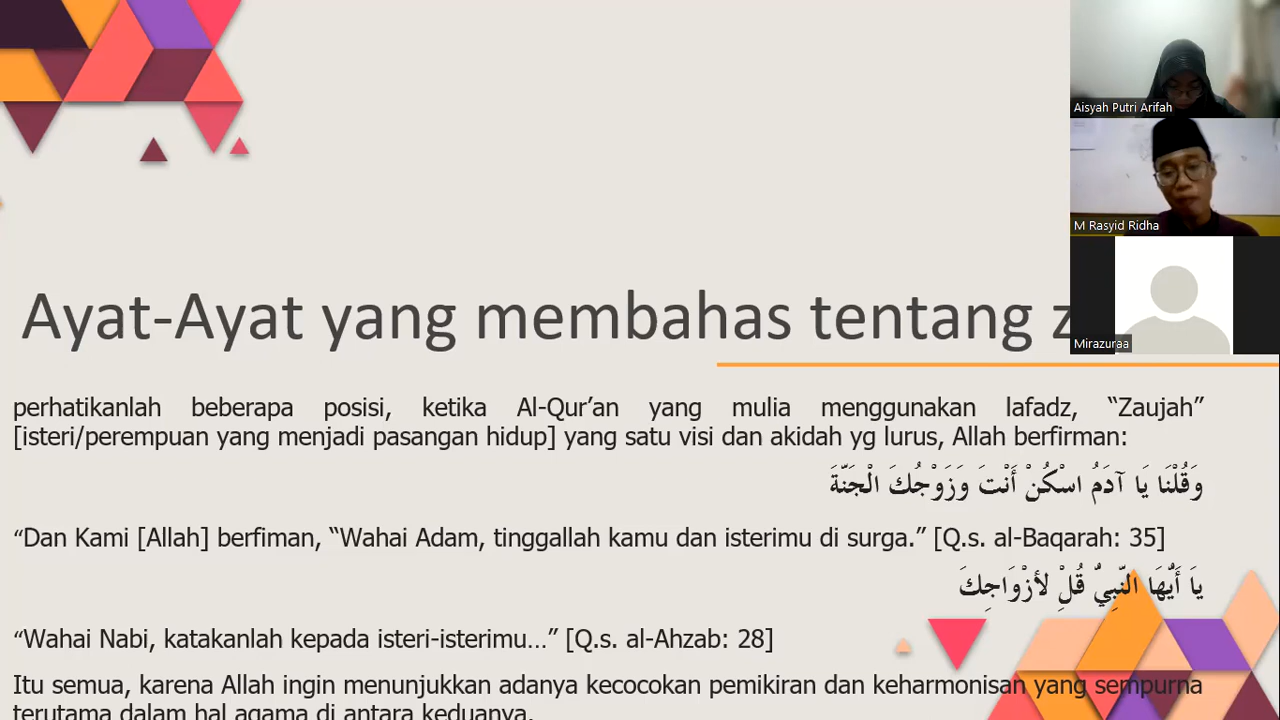 Ayat-Ayat yang membahas tentang z
perhatikanlah beberapa posisi, ketika Al-Qur’an yang mulia menggunakan lafadz, “Zaujah”
[isteri/perempuan yang menjadi pasangan hidup] yang satu visi dan akidah yg lurus, Allah berfirman:
وَقُلْنَا يَا آدَمُ اسْكُنْ أَنْتَ وَزَوْجُكَ الْجَنَّةَ
“Dan Kami [Allah] berfiman, “Wahai Adam, tinggallah kamu dan isterimu di surga.” [Q.s. al-Baqarah: 35]
يَا أَيُّهَا النَّبِيُّ قُلْ لِأَزْوَاجِكَ
“Wahai Nabi, katakanlah kepada isteri-isterimu…” [Q.s. al-Ahzab: 28]
Itu semua, karena Allah ingin menunjukkan adanya kecocokan pemikiran dan keharmonisan yang sempurna
terutama dalam hal agama di antara keduanya.
Aisyah Putri Arifah
M Rasyid Ridha
Mirazuraa